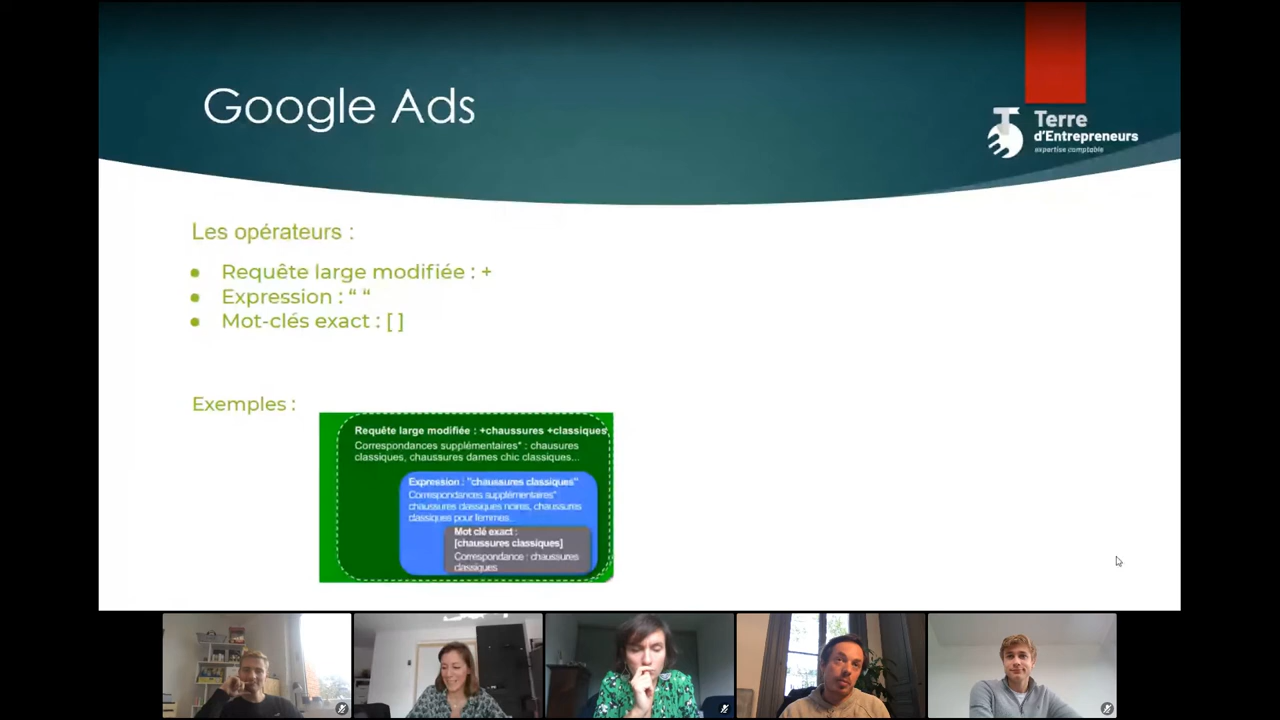 Google Ads
Terre
d'Entrepreneurs
expertise comptable
Les opérateurs :
● Requête large modifiée : +
● Expression : “ “
● Mot-clés exact : [ ]
Exemples :
Requête large modifiée : +chaussures +classiques
Correspondances supplémentaires* : chausures
classiques, chaussures dames chic classiques...
Expression : "chaussures classiques"
Correspondances supplémentaires*
chaussures classiques noires, chaussures
classiques pour femmes...
Mot clé exact :
[chaussures classiques]
Correspondance : chaussures
classiques